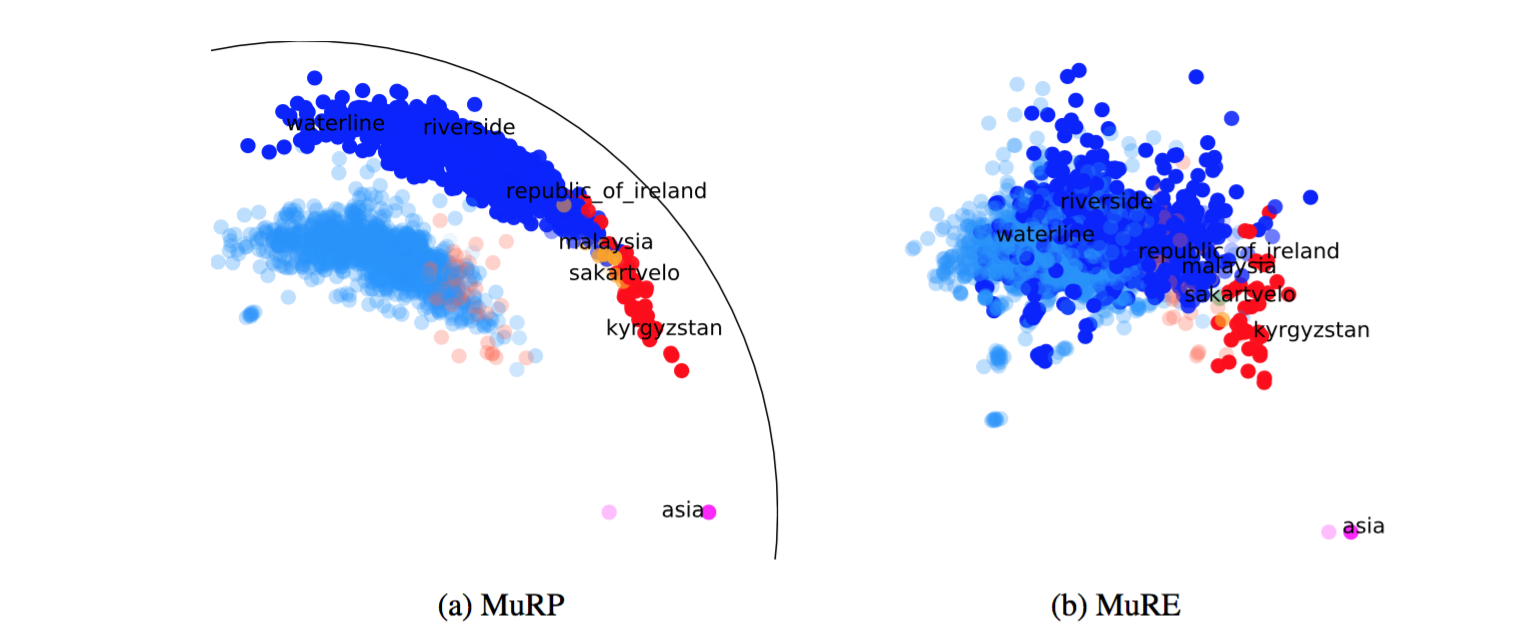 waterline
riverside
republic_of_ireland
malaysia
sakartvelo
kyrgyzstan
asia
(a) MuRP
riverside
waterline
republic_of_ireland
malaysia
sakartvelo
kyrgyzstan
asia
(b) MuRE